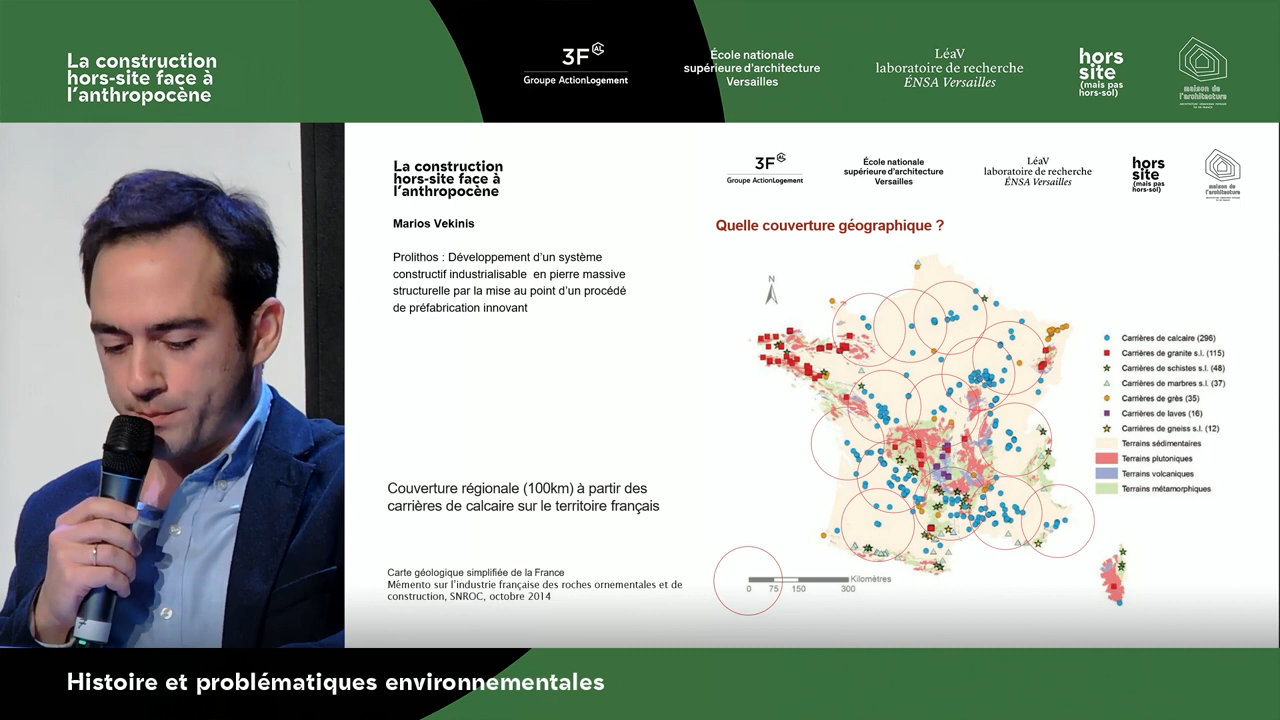 La construction
hors-site face à
l'anthropocène
3F AL
Groupe ActionLogement
École nationale
supérieure d'architecture
Versailles
LéaV
laboratoire de recherche
ÉNSA Versailles
hors
site
(mais pas
hors-sol)
maison de
l'architecture
La construction
hors-site face à
l'anthropocène
3F AL
Groupe ActionLogement
École nationale
supérieure d'architecture
Versailles
LéaV
laboratoire de recherche
ÉNSA Versailles
hors
site
(mais pas
hors-sol)
maison de
l'architecture
Marios Vekinis
Prolithos : Développement d'un système
constructif industrialisable en pierre massive
structurelle par la mise au point d'un procédé
de préfabrication innovant
Quelle couverture géographique ?
N
Carrières de calcaire (296)
Carrières de granite s.l. (115)
Carrières de schistes s.l. (48)
Carrières de marbres s.l. (37)
Carrières de grès (35)
Carrières de laves (16)
Carrières de gneiss s.l. (12)
Terrains sédimentaires
Terrains plutoniques
Terrains volcaniques
Terrains métamorphiques
Kilomètres
0 75 150 300
Couverture régionale (100km) à partir des
carrières de calcaire sur le territoire français
Carte géologique simplifiée de la France
Mémento sur l'industrie française des roches ornementales et de
construction, SNROC, octobre 2014
Histoire et problématiques environnementales